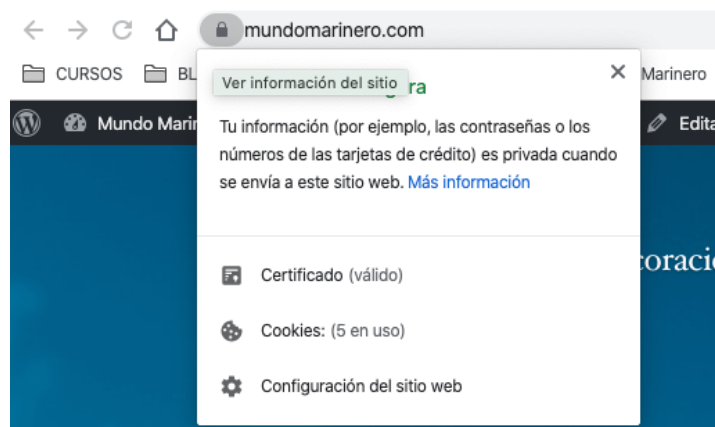 mundomarinero.com
CURSOS BL Marinero
Ver información del sitio ra
Mundo Marin Edita
Tu información (por ejemplo, las contraseñas o los
números de las tarjetas de crédito) es privada cuando
se envía a este sitio web. Más información
coracio
Certificado (válido)
Cookies: (5 en uso)
Configuración del sitio web